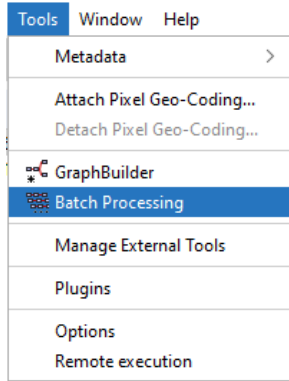 Tools Window Help
Metadata
Attach Pixel Geo-Coding...
Detach Pixel Geo-Coding...
GraphBuilder
Batch Processing
Manage External Tools
Plugins
Options
Remote execution